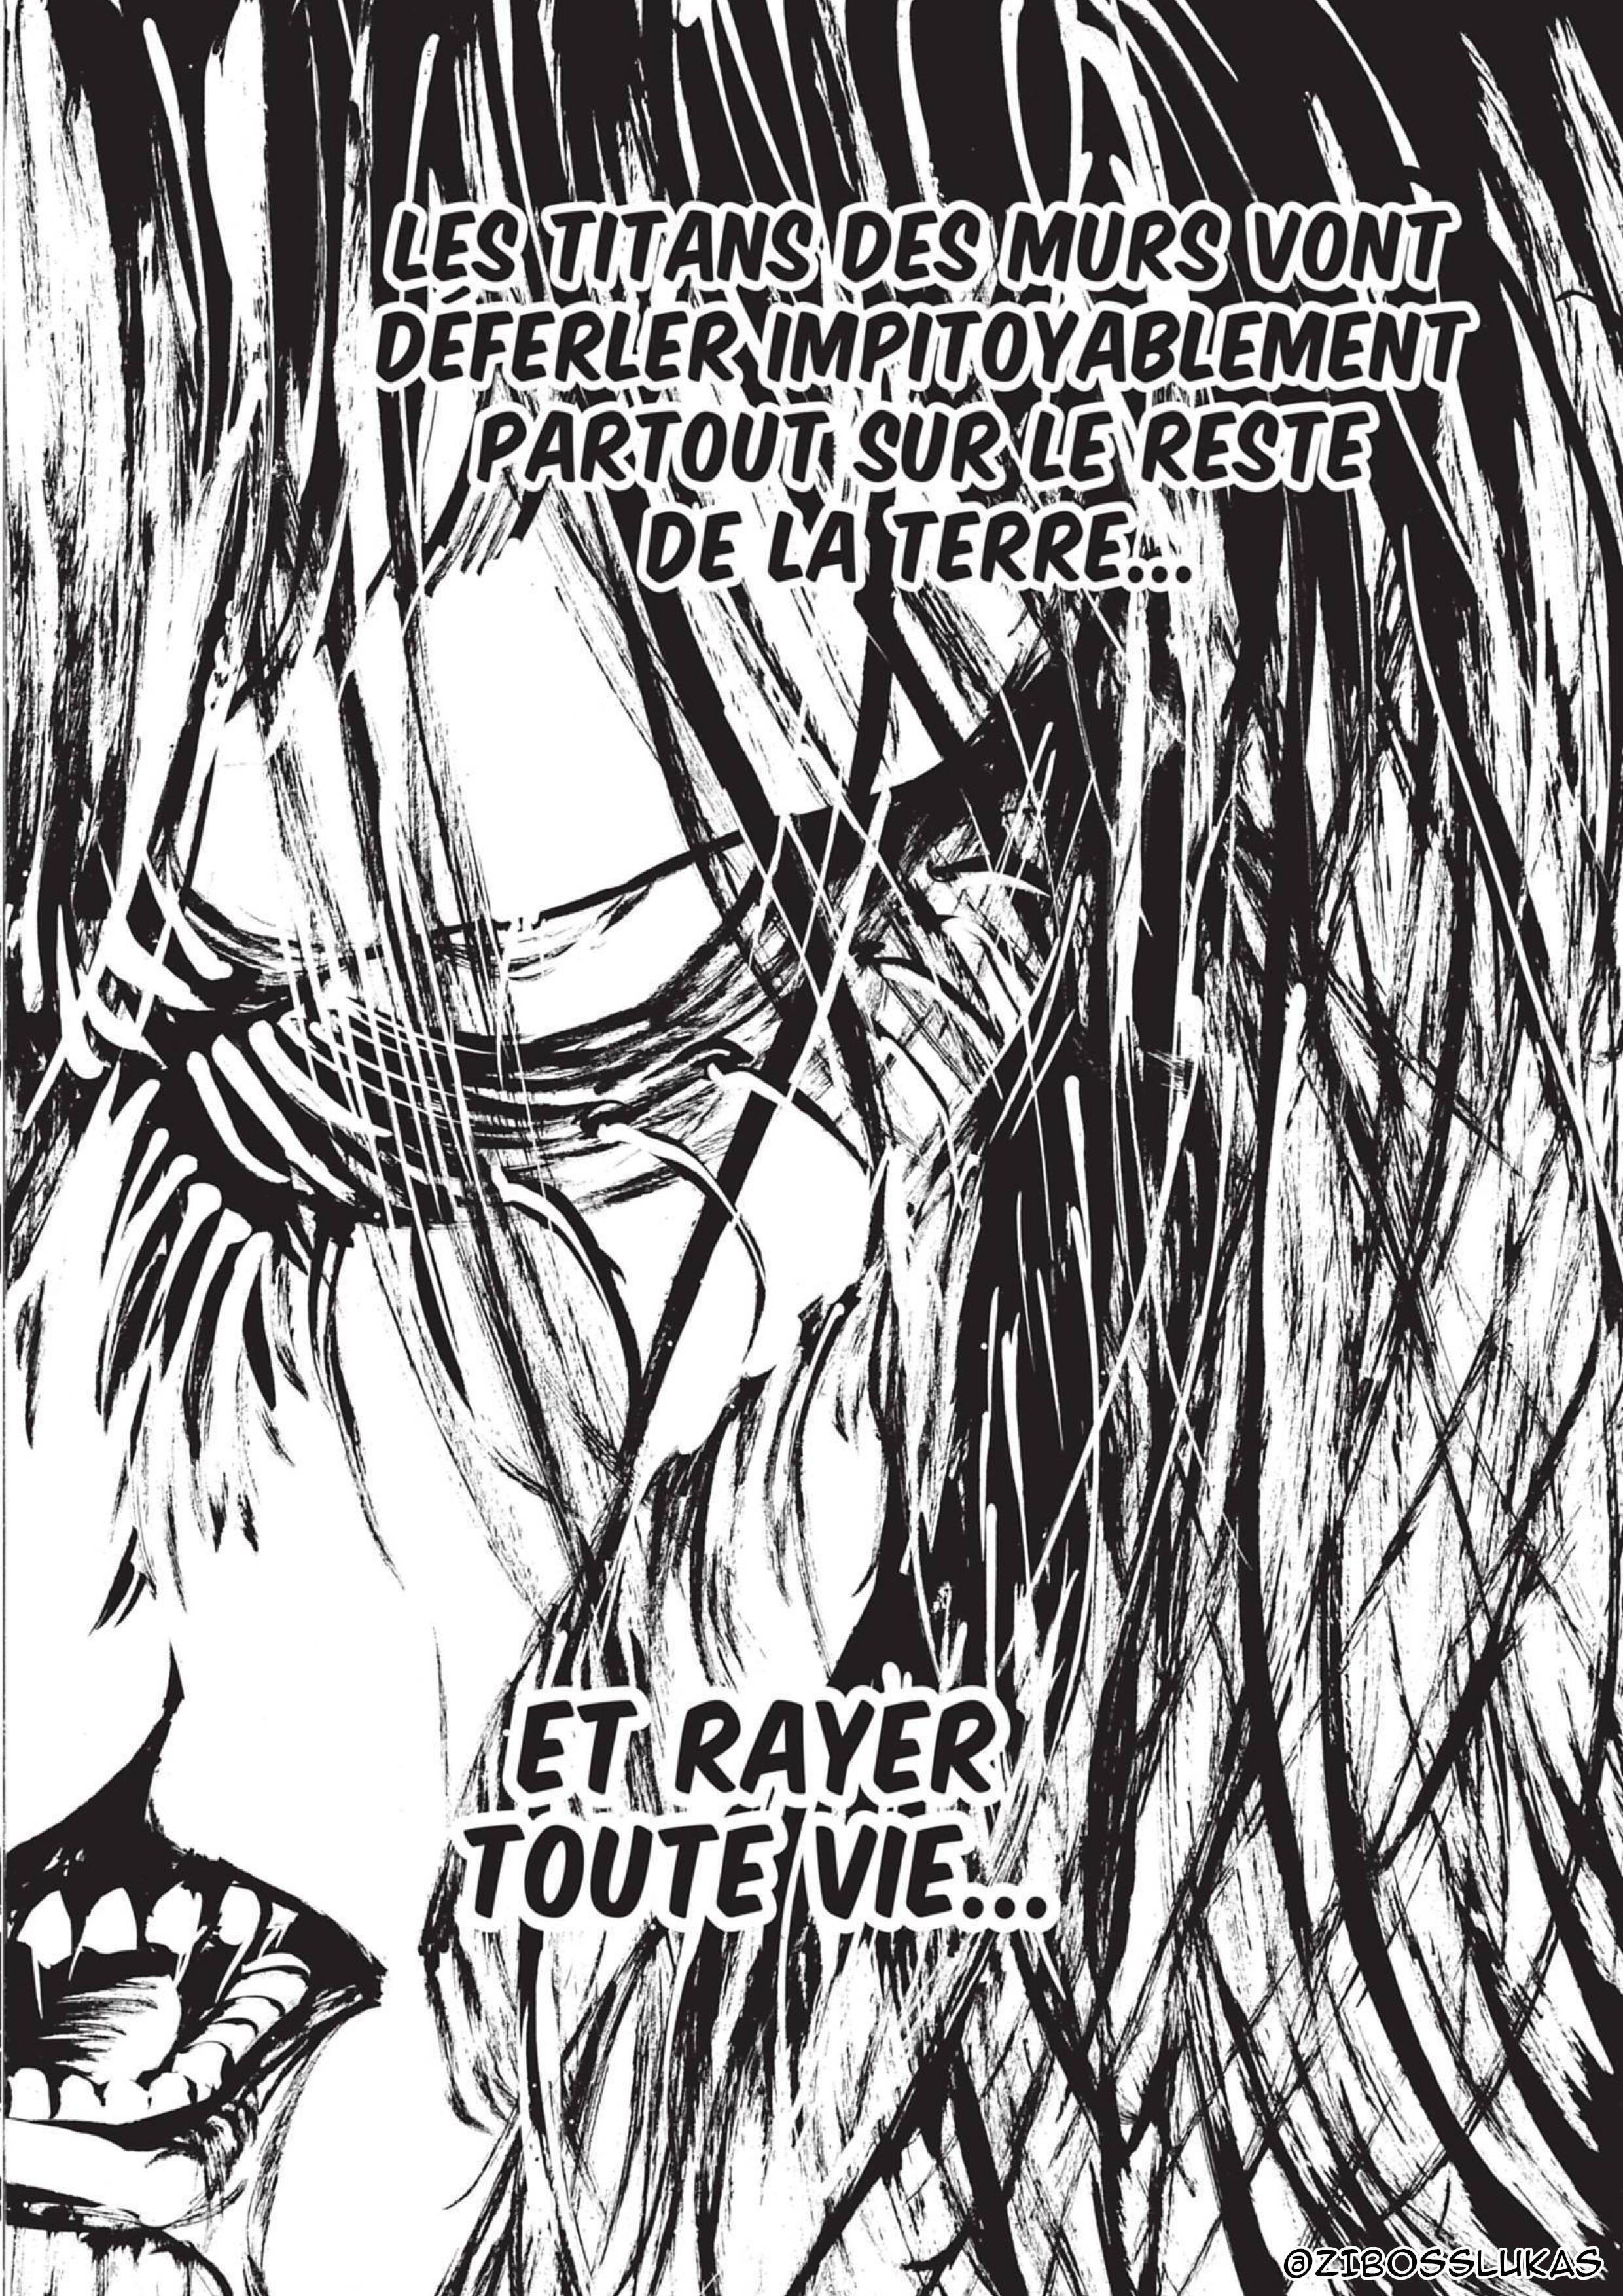 LES TITANS DES MURS VONT
DÉFERLER IMPITOYABLEMENT
PARTOUT SUR LE RESTE
DE LA TERRE...
ET RAYER
TOUTE VIE...
@ZIBOSSLUKAS